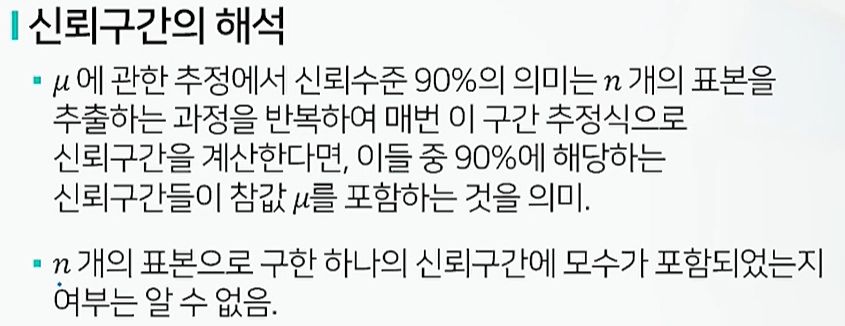 신뢰구간의 해석
▪ μ에 관한 추정에서 신뢰수준 90%의 의미는 n 개의 표본을
추출하는 과정을 반복하여 매번 이 구간 추정식으로
신뢰구간을 계산한다면, 이들 중 90%에 해당하는
신뢰구간들이 참값 μ를 포함하는 것을 의미.
▪ n 개의 표본으로 구한 하나의 신뢰구간에 모수가 포함되었는지
여부는 알 수 없음.